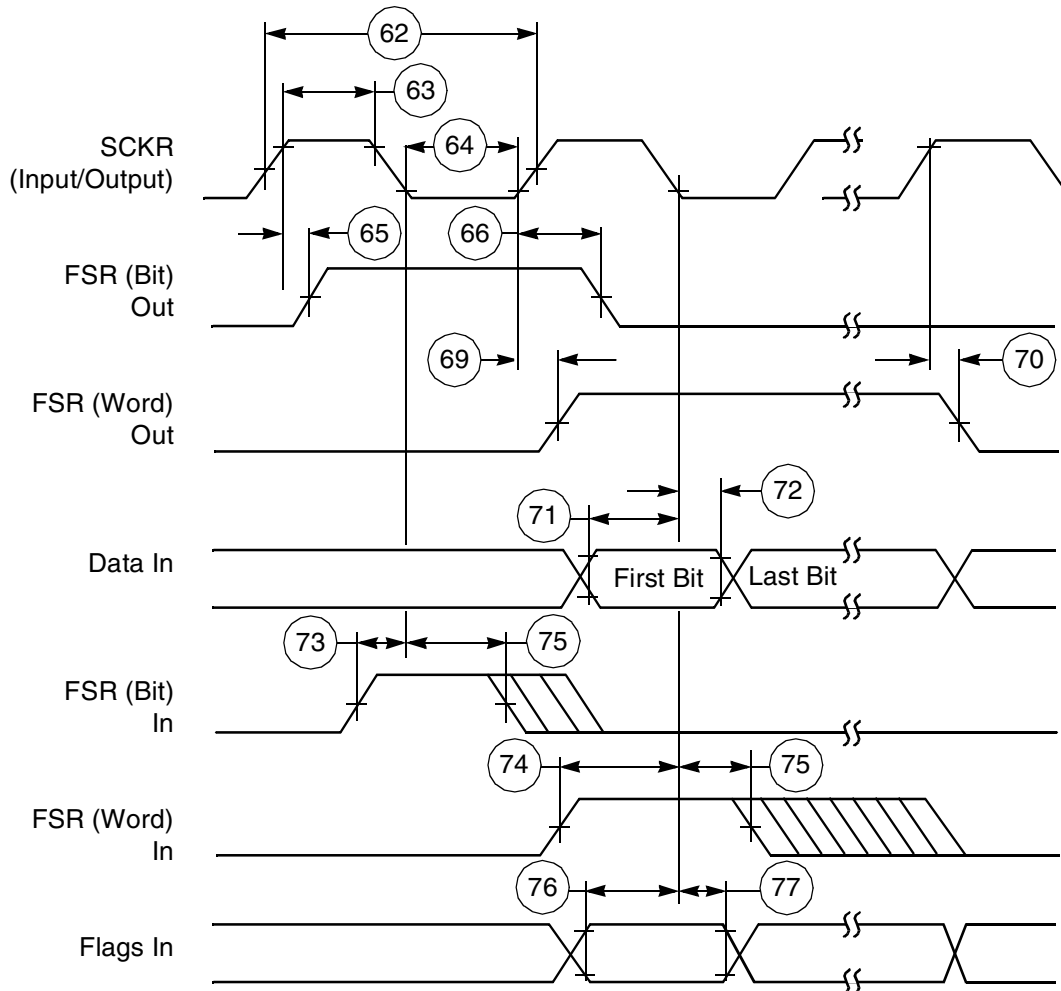 62
63
SCKR
(Input/Output)
64
65
66
FSR (Bit)
Out
69
70
FSR (Word)
Out
72
71
Data In
First Bit
Last Bit
73
75
FSR (Bit)
In
74
75
FSR (Word)
In
76
77
Flags In